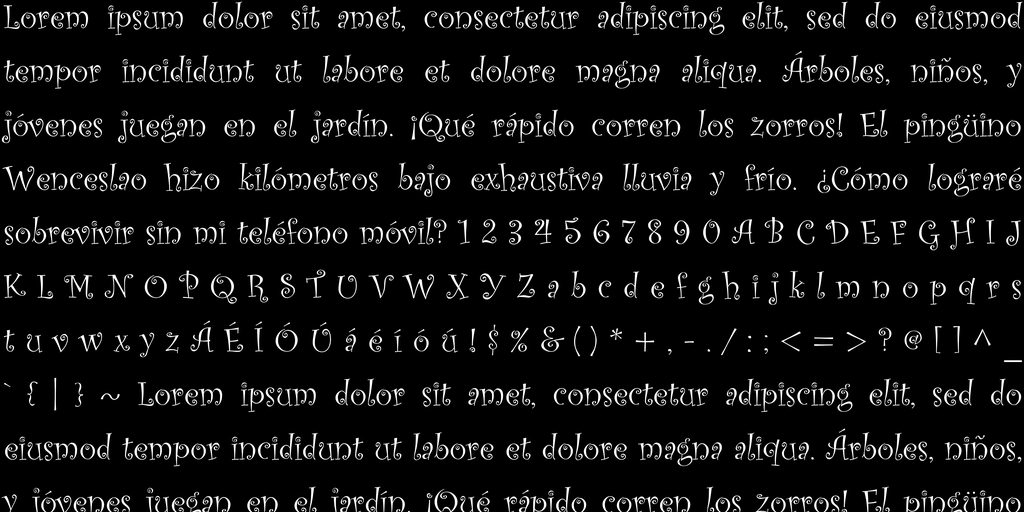 Lorem ipsum dolor sit amet, consectetur adipiscing elit, sed do eiusmod
tempor incididunt ut labore et dolore magna aliqua. Árboles, niños, y
jóvenes juegan en el jardín. ¡Qué rápido corren los zorros! El pingüino
Wenceslao hizo kilómetros bajo exhaustiva lluvia y frío. ¿Cómo lograré
sobrevivir sin mi teléfono móvil? 1 2 3 4 5 6 7 8 9 0 A B C D E F G H I J
K L M N O P Q R S T U V W X Y Z a b c d e f g h i j k l m n o p q r s
t u v w x y z Á É Í Ó Ú á é í ó ú ! $ % & ( ) * + , - . / : ; < = > ? @ [ ] ^ _
` { | } ~ Lorem ipsum dolor sit amet, consectetur adipiscing elit, sed do
eiusmod tempor incididunt ut labore et dolore magna aliqua. Árboles, niños,
y jóvenes juegan en el jardín. ¡Qué rápido corren los zorros! El pingüino